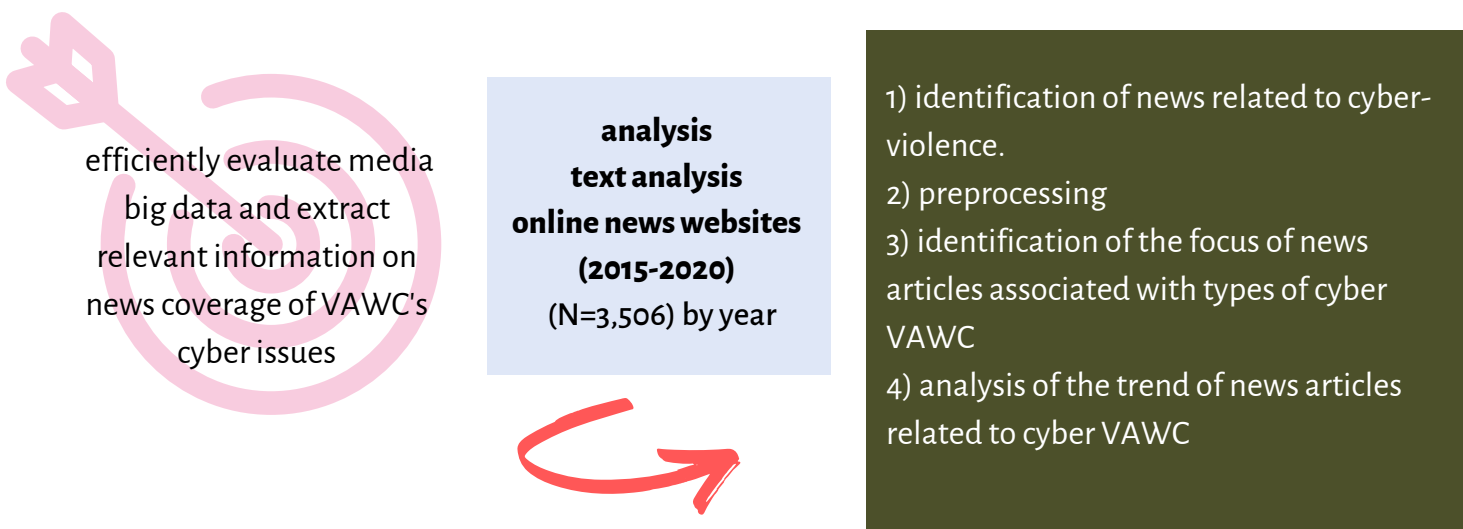 efficiently evaluate media
big data and extract
relevant information on
news coverage of VAWC's
cyber issues
analysis
text analysis
online news websites
(2015-2020)
(N=3,506) by year
1) identification of news related to cyber-
violence.
2) preprocessing
3) identification of the focus of news
articles associated with types of cyber
VAWC
4) analysis of the trend of news articles
related to cyber VAWC